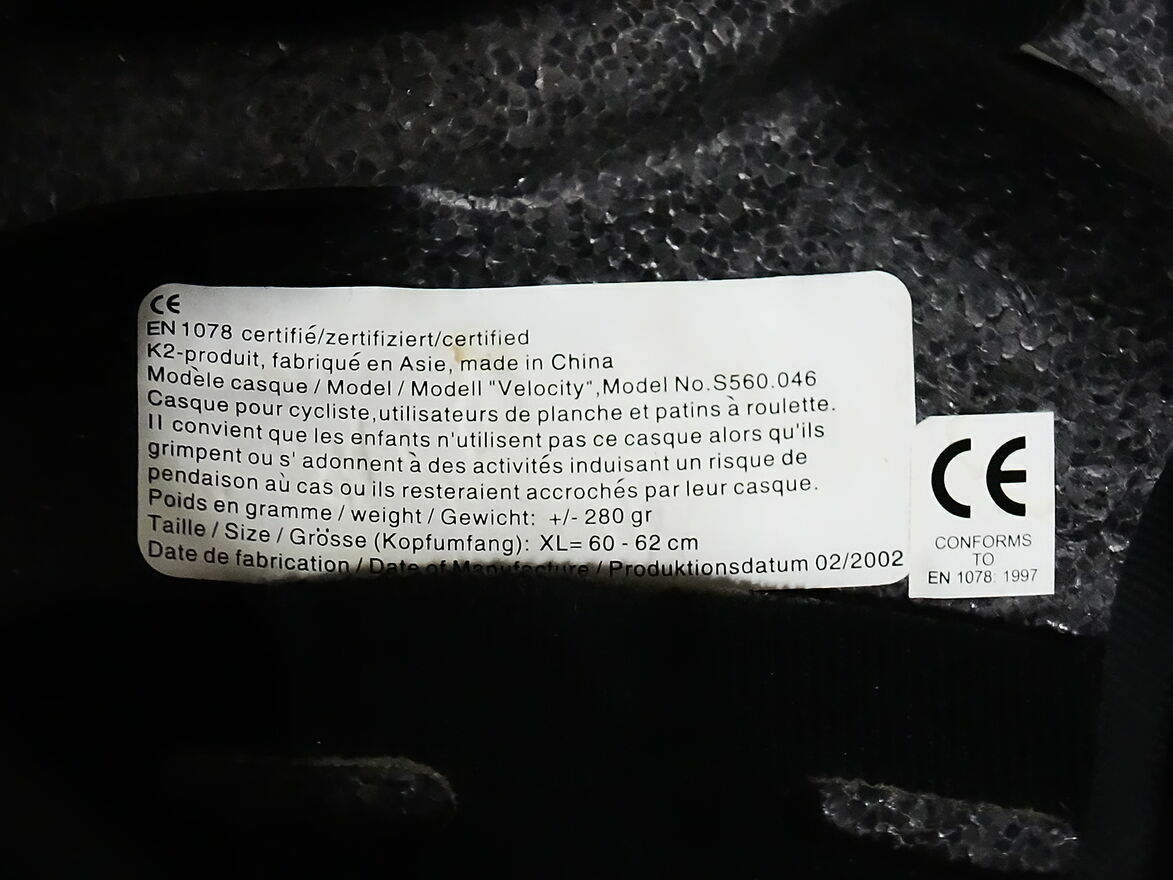 CE
EN 1078 certifié/zertifiziert/certified
K2-produit, fabriqué en Asie, made in China
Modèle casque / Model / Modell "Velocity",Model No.S560.046
Casque pour cycliste,utilisateurs de planche et patins à roulette.
Il convient que les enfants n'utilisent pas ce casque alors qu'ils
grimpent ou s' adonnent à des activités induisant un risque de
pendaison aù cas ou ils resteraient accrochés par leur casque.
Poids en gramme / weight / Gewicht: +/- 280 gr
Taille / Size / Grösse (Kopfumfang): XL= 60 - 62 cm
Date de fabrication / Date of Manufacture / Produktionsdatum 02/2002
CE
CONFORMS
TO
EN 1078: 1997